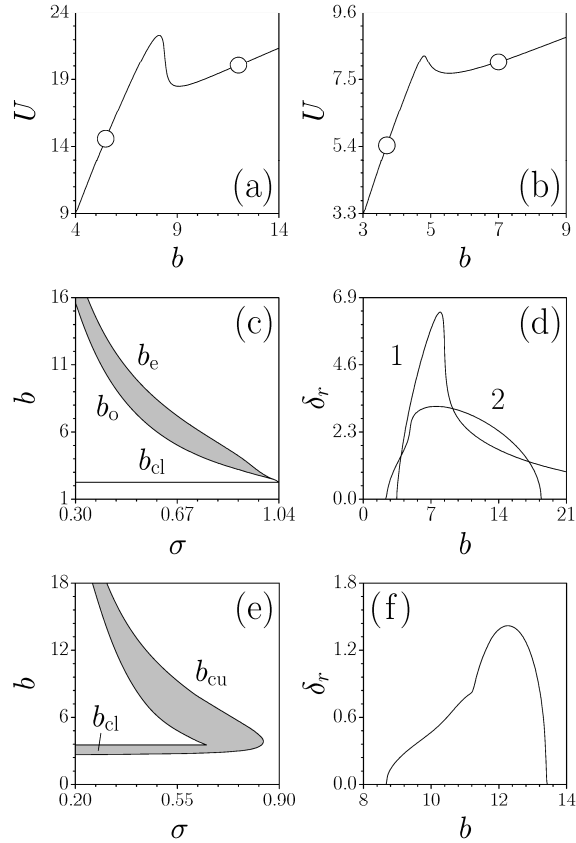 24
19
14
9
U
4
9
14
b
(a)
9.6
7.5
5.4
3.3
U
3
5
7
9
b
(b)
16
11
6
1
b
0.30
0.67
1.04
σ
(c)
b_e
b_o
b_cl
6.9
4.6
2.3
0.0
δ_r
0
7
14
21
b
(d)
1
2
18
12
6
0
b
0.20
0.55
0.90
σ
(e)
b_cu
b_cl
1.8
1.2
0.6
0.0
δ_r
8
10
12
14
b
(f)